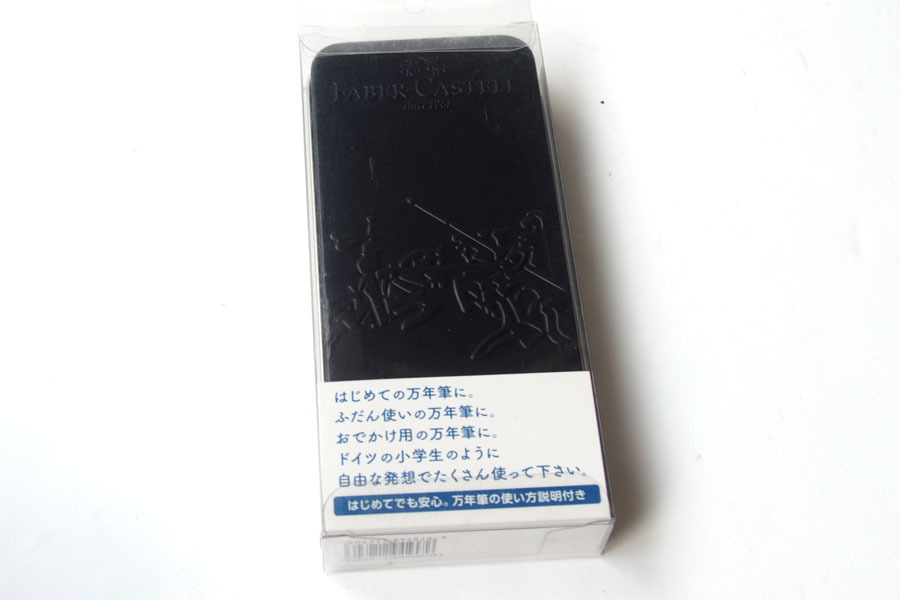 FABER-CASTELL
since 1761
はじめての万年筆に。
ふだん使いの万年筆に。
おでかけ用の万年筆に。
ドイツの小学生のように
自由な発想でたくさん使って下さい。
はじめてでも安心。万年筆の使い方説明付き